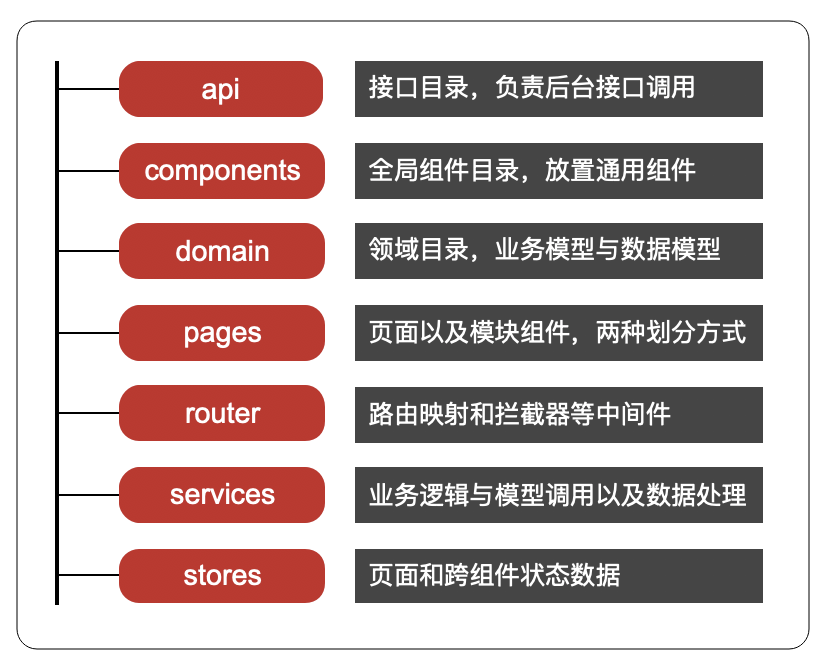 api
接口目录，负责后台接口调用
components
全局组件目录，放置通用组件
domain
领域目录，业务模型与数据模型
pages
页面以及模块组件，两种划分方式
router
路由映射和拦截器等中间件
services
业务逻辑与模型调用以及数据处理
stores
页面和跨组件状态数据